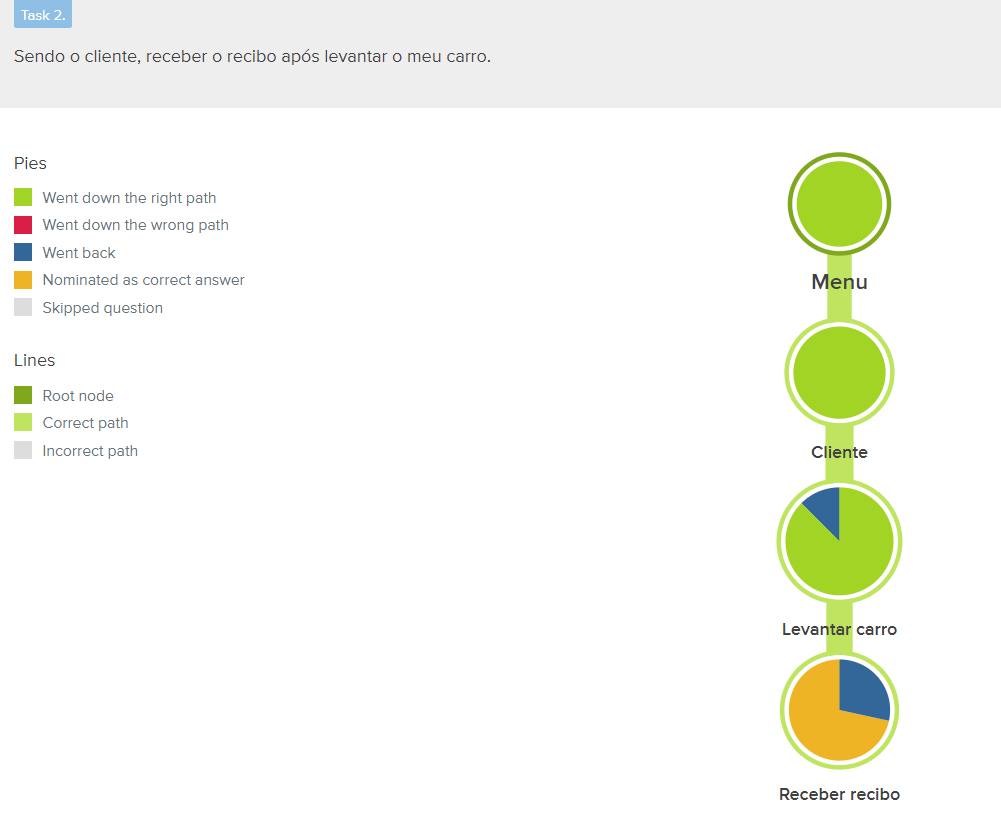 Task 2.
Sendo o cliente, receber o recibo após levantar o meu carro.
Pies
Went down the right path
Went down the wrong path
Went back
Nominated as correct answer
Skipped question
Lines
Root node
Correct path
Incorrect path
Menu
Cliente
Levantar carro
Receber recibo